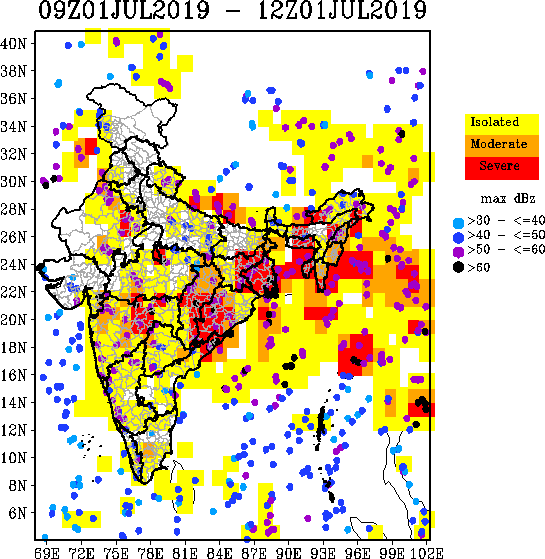 09Z01JUL2019 - 12Z01JUL2019
40N
38N
36N
34N
32N
30N
28N
26N
24N
22N
20N
18N
16N
14N
12N
10N
8N
6N
69E 72E 75E 78E 81E 84E 87E 90E 93E 96E 99E 102E
Isolated
Moderate
Severe
max dBz
>30 - <=40
>40 - <=50
>50 - <=60
>60